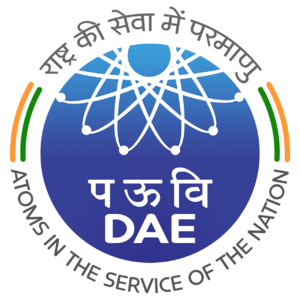 राष्ट्र की सेवा में परमाणु
प ऊ वि
DAE
ATOMS IN THE SERVICE OF THE NATION